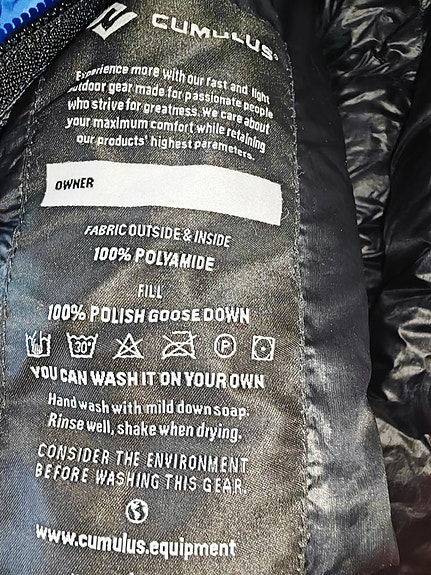 CUMULUS®
Experience more with our fast and light
outdoor gear made for passionate people
who strive for greatness. We care about
your maximum comfort while retaining
our products' highest parameters.
OWNER
FABRIC OUTSIDE & INSIDE
100% POLYAMIDE
FILL
100% POLISH GOOSE DOWN
30° P
YOU CAN WASH IT ON YOUR OWN
Hand wash with mild down soap.
Rinse well, shake when drying.
CONSIDER THE ENVIRONMENT
BEFORE WASHING THIS GEAR.
www.cumulus.equipment